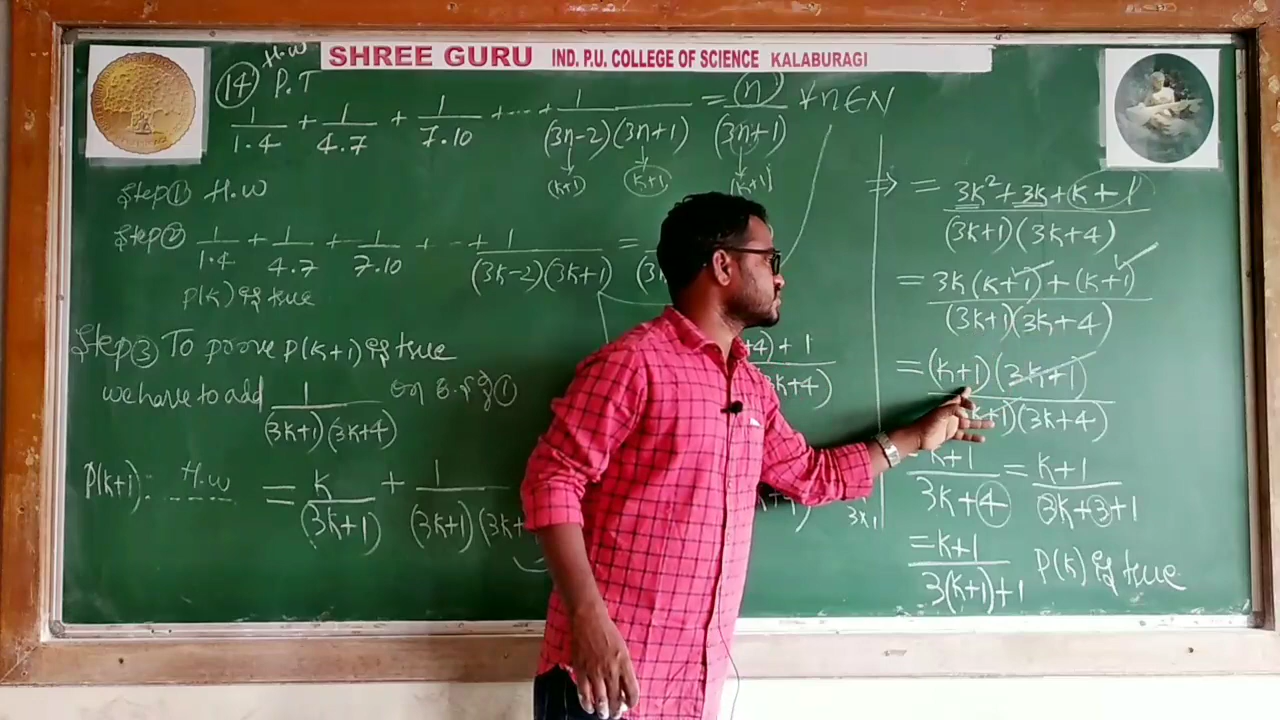 SHREE GURU IND. P.U. COLLEGE OF SCIENCE KALABURAGI
H.W
(14) P.T
1/1.4 + 1/4.7 + 1/7.10 + ... + 1/(3n-2)(3n+1) = n/(3n+1) ∀n∈N
(k+1) (k+1) (k+1)
Step① H.W
Step② 1/1.4 + 1/4.7 + 1/7.10 + ... + 1/(3k-2)(3k+1) =
P(k) is true
Step③ To prove P(k+1) is true
we have to add 1/(3k+1)(3k+4) on ①
P(k+1): H.W = k/(3k+1) + 1/(3k+1)(3k+
+4)+1
3k+4)
⇒ = 3k²+3k+k+1/(3k+1)(3k+4)
= 3k(k+1)+(k+1)/(3k+1)(3k+4)
= (k+1)(3k+1)/k+1)(3k+4)
= k+1/3k+4 = k+1/3k+3+1
= k+1/3(k+1)+1 P(k) is true